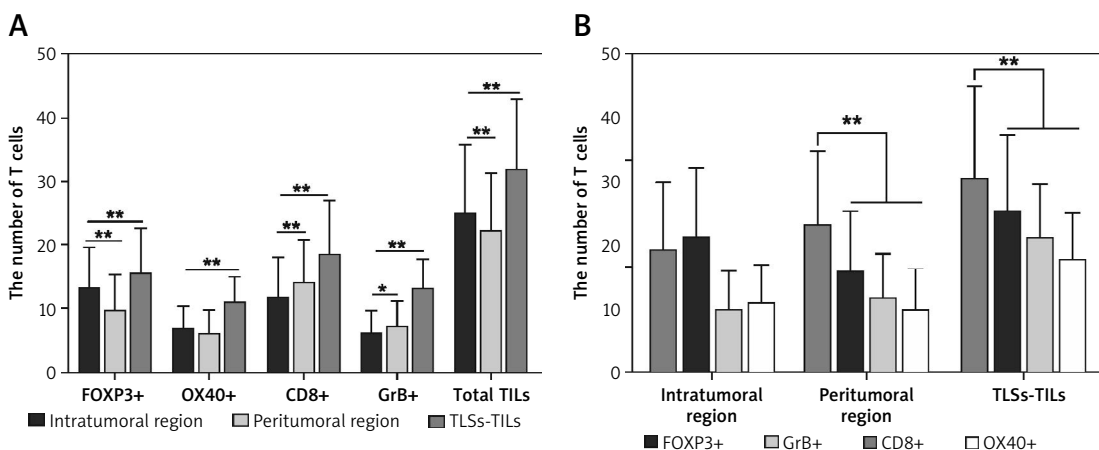 A
The number of T cells
50
40
30
20
10
0
** ** ** ** ** * ** ** **
FOXP3+ OX40+ CD8+ GrB+ Total TILs
Intratumoral region Peritumoral region TLSs-TILs
B
The number of T cells
50
40
30
20
10
0
** **
Intratumoral region Peritumoral region TLSs-TILs
FOXP3+ GrB+ CD8+ OX40+